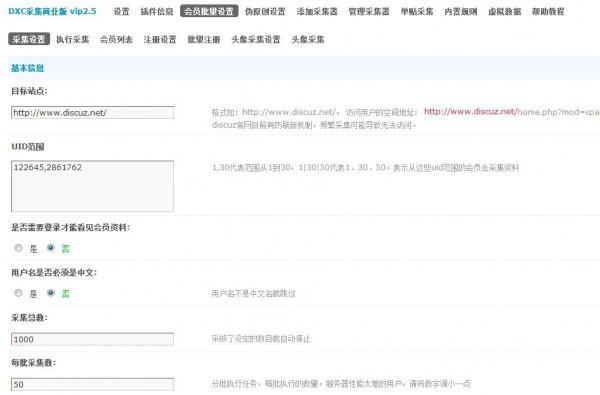 DXC采集商业版 vip2.5 设置 插件信息 会员批量设置 伪原创设置 添加采集器 管理采集器 单贴采集 内置规则 虚拟数据 帮助教程
采集设置 执行采集 会员列表 注册设置 批量注册 头像采集设置 头像采集
基本信息
目标站点:
http://www.discuz.net/ 格式如: http://www.discuz.net/。 访问用户的空间地址: http://www.discuz.net/home.php?mod=spa
discuz官网目前有防刷新机制，频繁采集可能导致无法访问。
UID范围
122645,2861762 1,30代表范围从1到30，1|30|50代表1、30、50。表示从这些uid范围的会员去采集资料
是否需要登录才能看见会员资料:
是 否
用户名是否必须是中文:
是 否 用户名不是中文名就跳过
采集总数:
1000 采够了设定的数目就自动停止
每批采集数:
50 分批执行任务，每批执行的数量。服务器性能太差的用户，请将数字调小一点